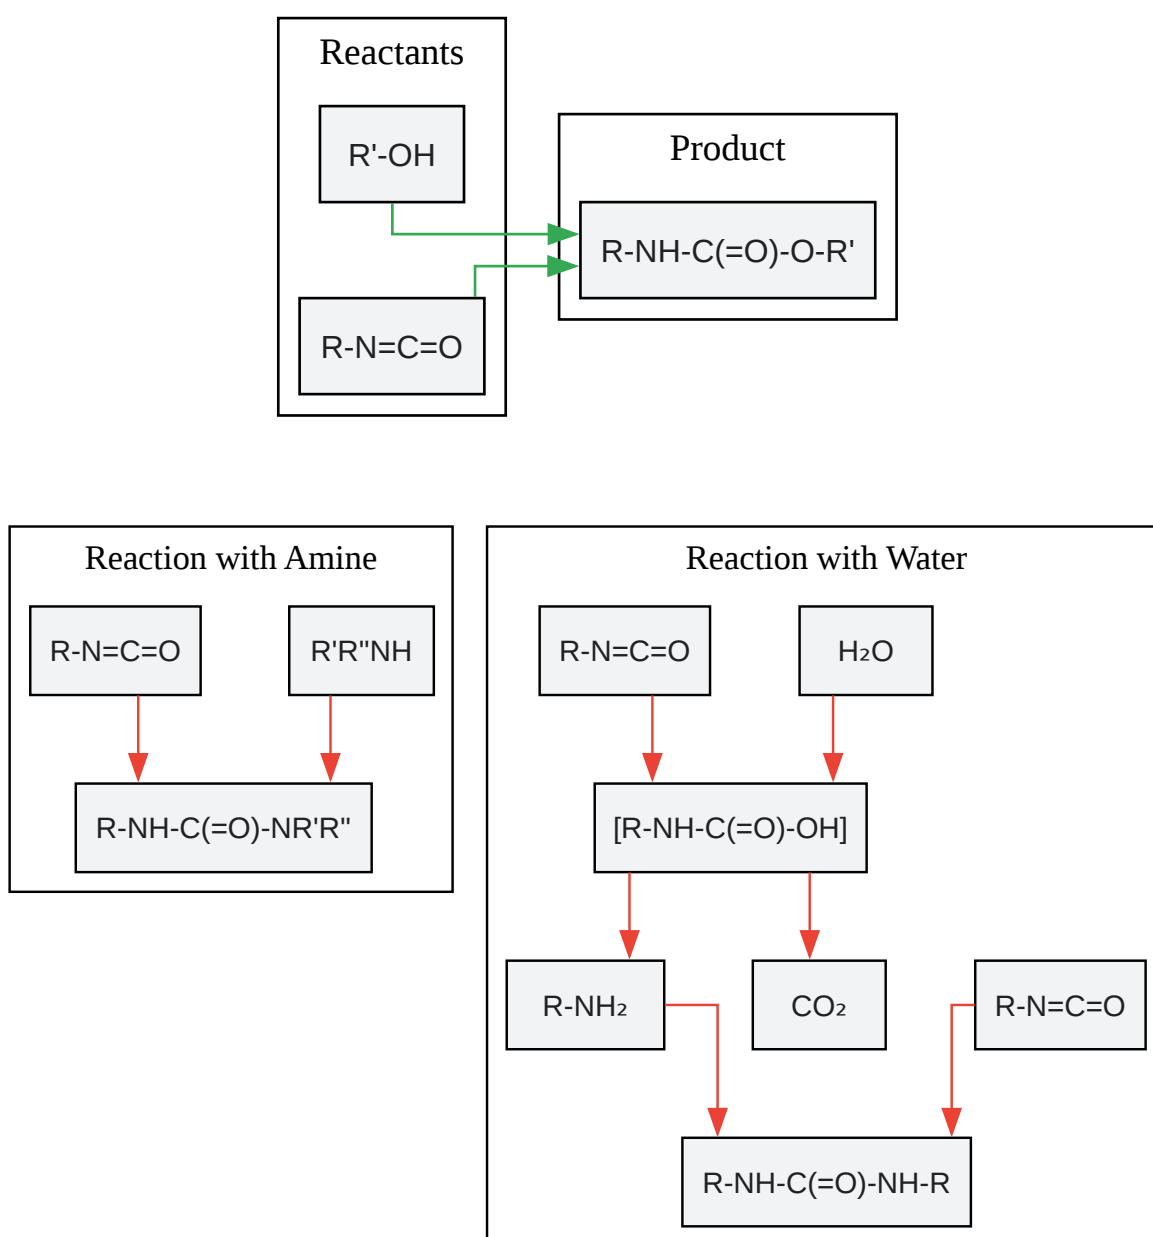 Reactants
R'-OH
R-N=C=O
Product
R-NH-C(=O)-O-R'
Reaction with Amine
R-N=C=O
R'R"NH
R-NH-C(=O)-NR'R"
Reaction with Water
R-N=C=O
H₂O
[R-NH-C(=O)-OH]
R-NH₂
CO₂
R-N=C=O
R-NH-C(=O)-NH-R